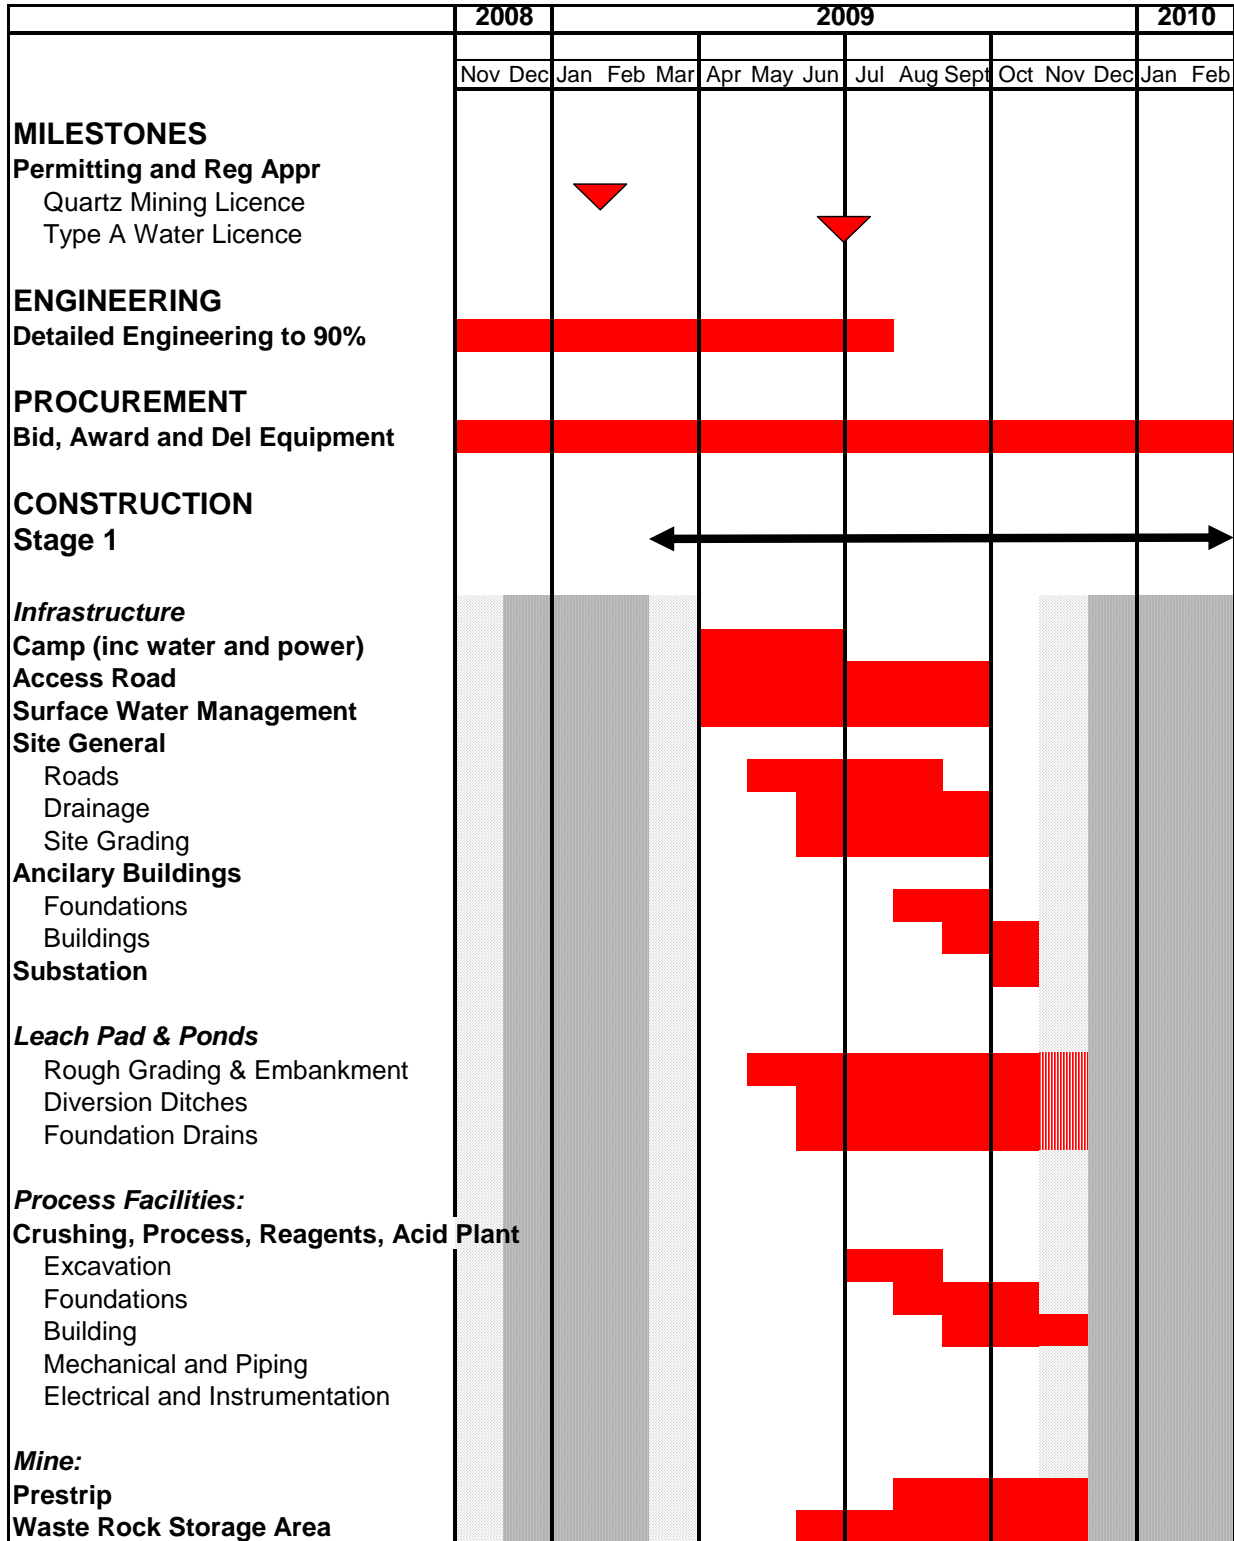 2008 2009 2010
Nov Dec Jan Feb Mar Apr May Jun Jul Aug Sept Oct Nov Dec Jan Feb
MILESTONES
Permitting and Reg Appr
Quartz Mining Licence
Type A Water Licence
ENGINEERING
Detailed Engineering to 90%
PROCUREMENT
Bid, Award and Del Equipment
CONSTRUCTION
Stage 1
Infrastructure
Camp (inc water and power)
Access Road
Surface Water Management
Site General
Roads
Drainage
Site Grading
Ancilary Buildings
Foundations
Buildings
Substation
Leach Pad & Ponds
Rough Grading & Embankment
Diversion Ditches
Foundation Drains
Process Facilities:
Crushing, Process, Reagents, Acid Plant
Excavation
Foundations
Building
Mechanical and Piping
Electrical and Instrumentation
Mine:
Prestrip
Waste Rock Storage Area